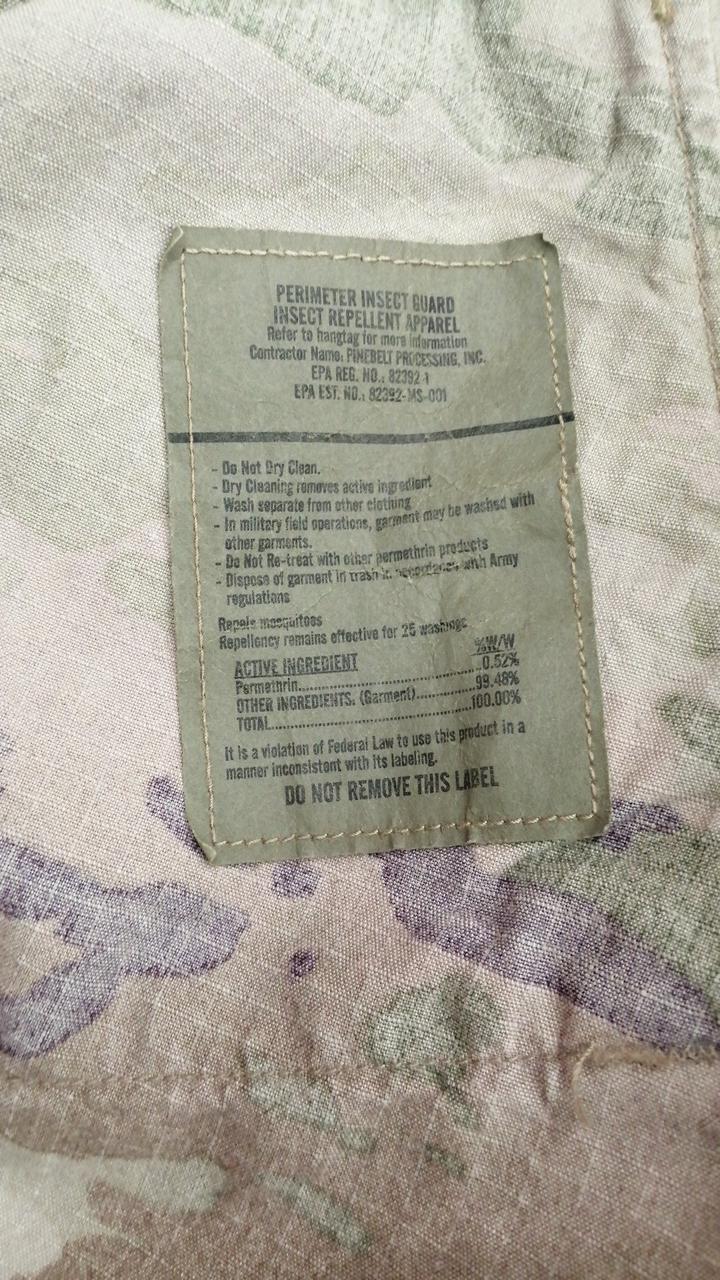 PERIMETER INSECT GUARD
INSECT REPELLENT APPAREL
Refer to hangtag for more information
Contractor Name: PINEBELT PROCESSING, INC.
EPA REG. NO.: 82392-1
EPA EST. NO.: 82392-MS-001
- Do Not Dry Clean.
- Dry Cleaning removes active ingredient
- Wash separate from other clothing
- In military field operations, garment may be washed with
other garments.
- Do Not Re-treat with other permethrin products
- Dispose of garment in trash in accordance with Army
regulations
Repels mosquitoes
Repellency remains effective for 25 washings
%W/W
ACTIVE INGREDIENT
Permethrin..............................0.52%
OTHER INGREDIENTS. (Garment)............99.48%
TOTAL...................................100.00%
It is a violation of Federal Law to use this product in a
manner inconsistent with its labeling.
DO NOT REMOVE THIS LABEL